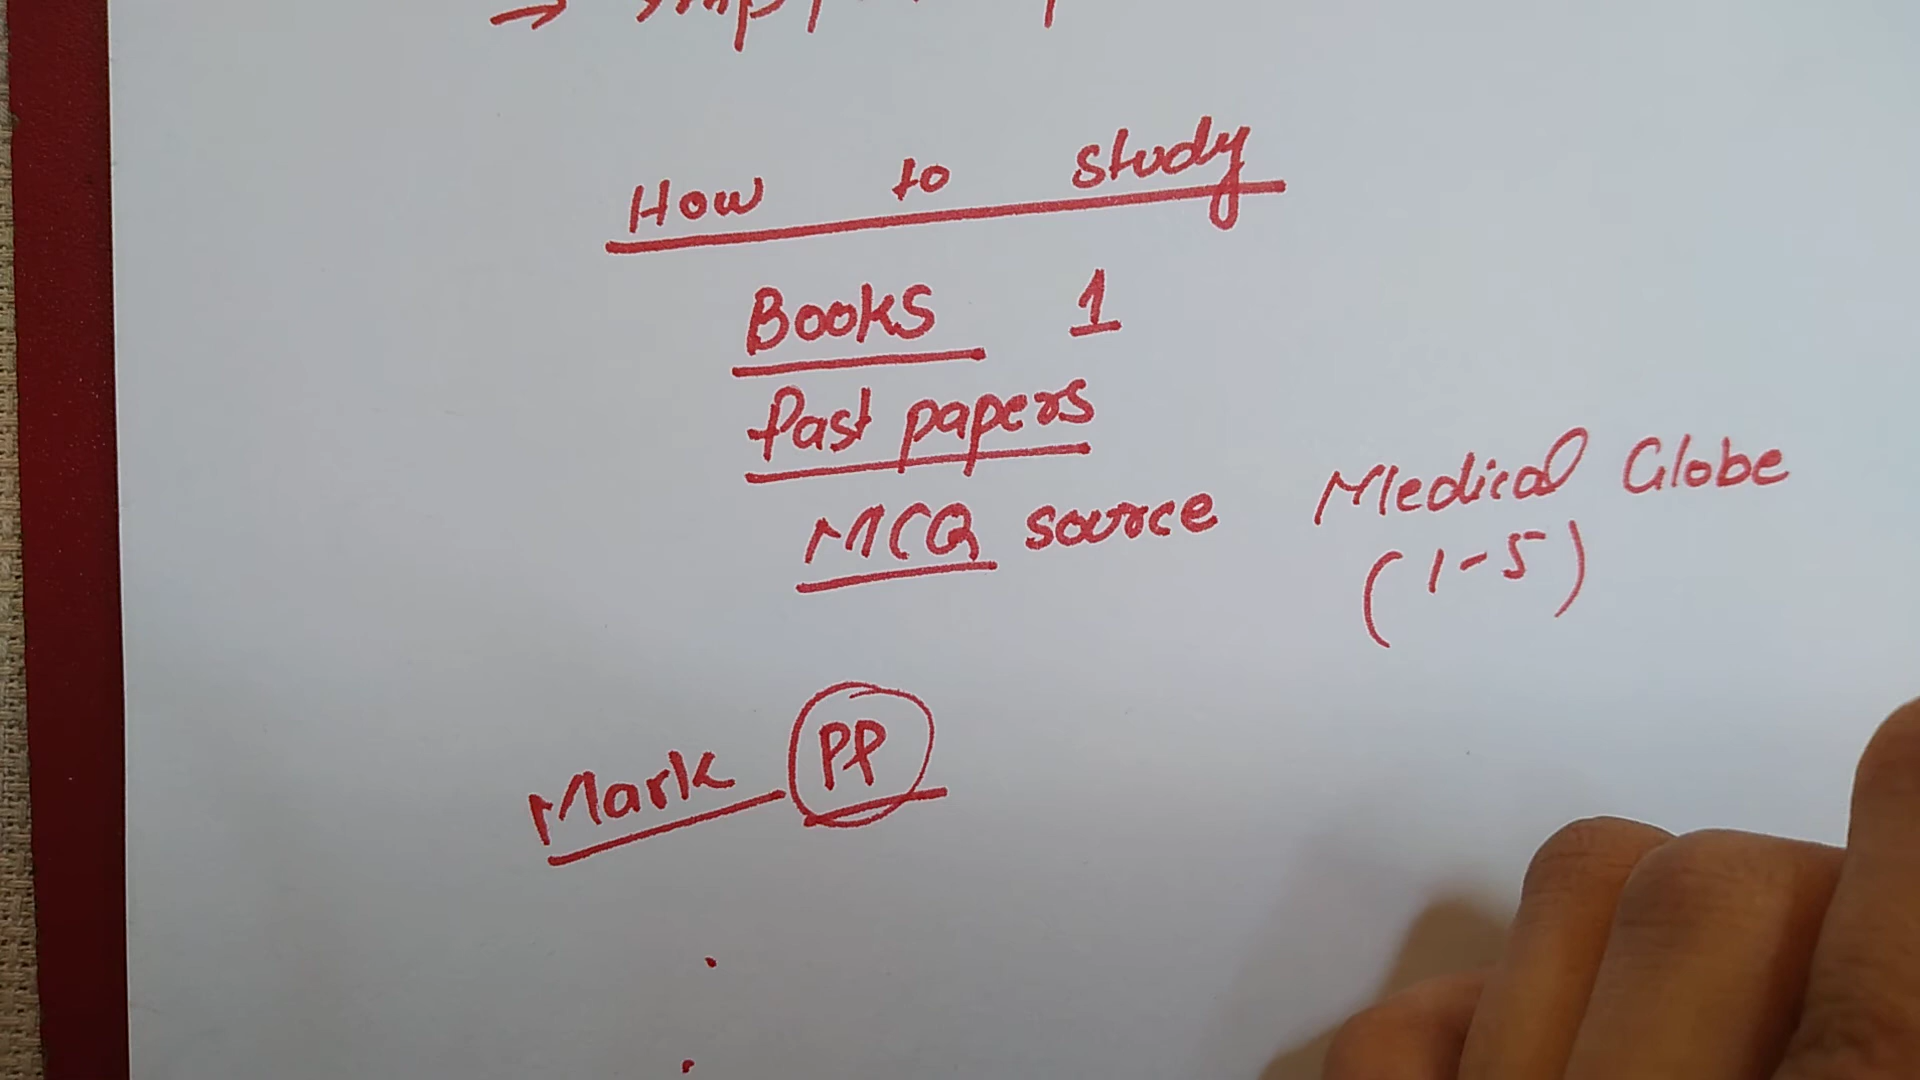 How to study
Books 1
Past papers
MCQ source Medical Globe
(1-5)
Mark PP